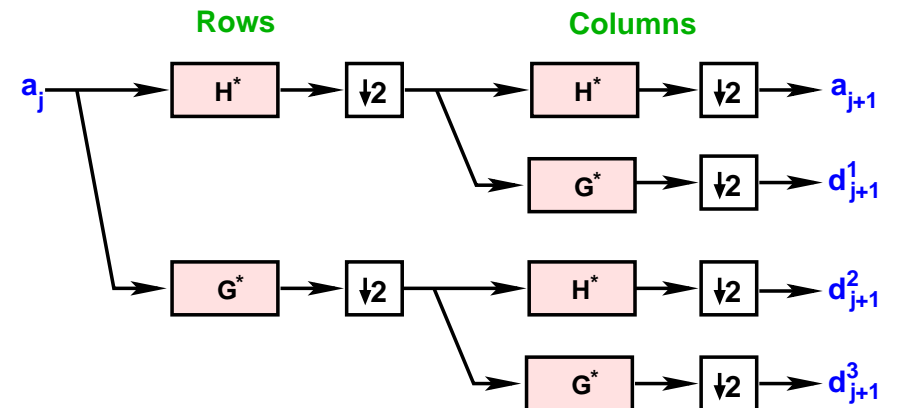 Rows Columns
a_j H* ↓2 H* ↓2 a_{j+1}
G* ↓2 d^1_{j+1}
G* ↓2 H* ↓2 d^2_{j+1}
G* ↓2 d^3_{j+1}